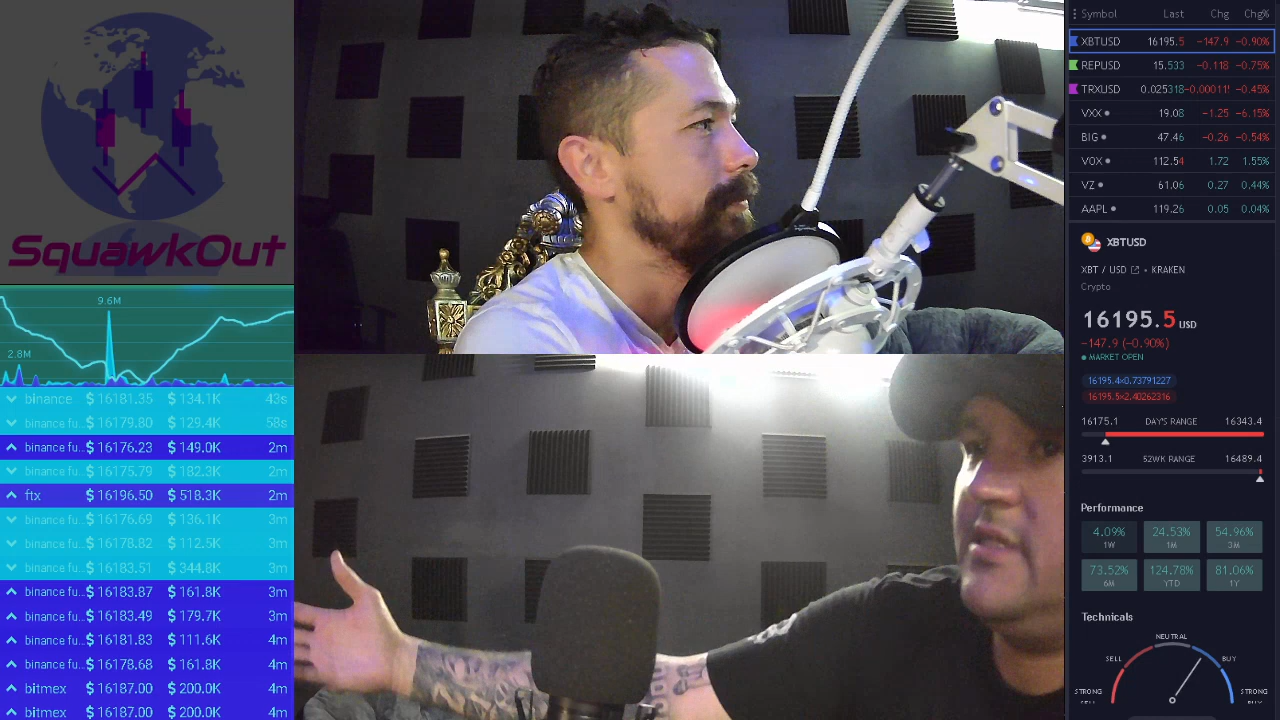 SquawkOut
9.6M
2.8M
binance $ 16181.35 $ 134.1K 43s
binance fu.. $ 16179.80 $ 129.4K 58s
binance fu.. $ 16176.23 $ 149.0K 2m
binance fu.. $ 16175.79 $ 182.3K 2m
ftx $ 16196.50 $ 518.3K 2m
binance fu.. $ 16176.69 $ 136.1K 3m
binance fu.. $ 16178.82 $ 112.5K 3m
binance fu.. $ 16183.51 $ 344.8K 3m
binance fu.. $ 16183.87 $ 161.8K 3m
binance fu.. $ 16183.49 $ 179.7K 3m
binance fu.. $ 16181.83 $ 111.6K 4m
binance fu.. $ 16178.68 $ 161.8K 4m
bitmex $ 16187.00 $ 200.0K 4m
bitmex $ 16187.00 $ 200.0K 4m
Symbol Last Chg Chg%
XBTUSD 16195.5 −147.9 −0.90%
REPUSD 15.533 −0.118 −0.75%
TRXUSD 0.025318 −0.00011! −0.45%
VXX 19.08 −1.25 −6.15%
BIG 47.46 −0.26 −0.54%
VOX 112.54 1.72 1.55%
VZ 61.06 0.27 0.44%
AAPL 119.26 0.05 0.04%
XBTUSD
XBT / USD • KRAKEN
Crypto
16195.5 USD
−147.9 (−0.90%)
MARKET OPEN
16195.4×0.73791227
16195.5×2.40262316
16175.1 DAY'S RANGE 16343.4
3913.1 52WK RANGE 16489.4
Performance
4.09% 24.53% 54.96%
1W 1M 3M
73.52% 124.78% 81.06%
6M YTD 1Y
Technicals
NEUTRAL
SELL BUY
STRONG STRONG